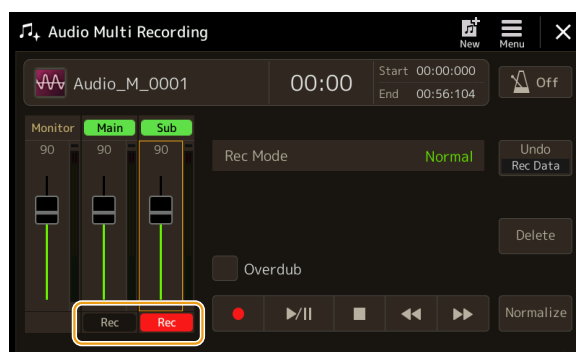 Audio Multi Recording
New
Menu
Audio_M_0001
00:00
Start 00:00:000
End 00:56:104
Off
Monitor Main Sub
90 90 90
Rec Mode Normal
Undo
Rec Data
Delete
Overdub
Rec Rec
Normalize